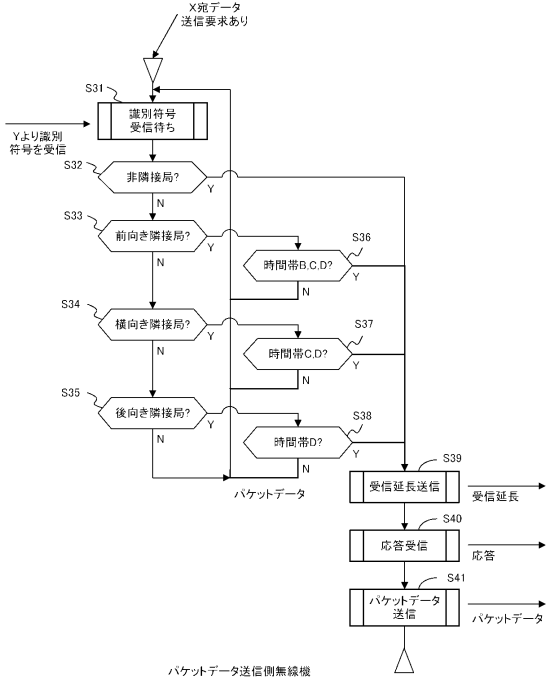 X宛データ
送信要求あり
S31
識別符号
受信待ち
Yより識別
符号を受信
S32
非隣接局?
Y
N
S33
前向き隣接局?
Y
N
S36
時間帯B,C,D?
Y
N
S34
横向き隣接局?
Y
N
S37
時間帯C,D?
Y
N
S35
後向き隣接局?
Y
N
S38
時間帯D?
Y
N
パケットデータ
S39
受信延長送信
受信延長
S40
応答受信
応答
S41
パケットデータ
送信
パケットデータ
パケットデータ送信側無線機